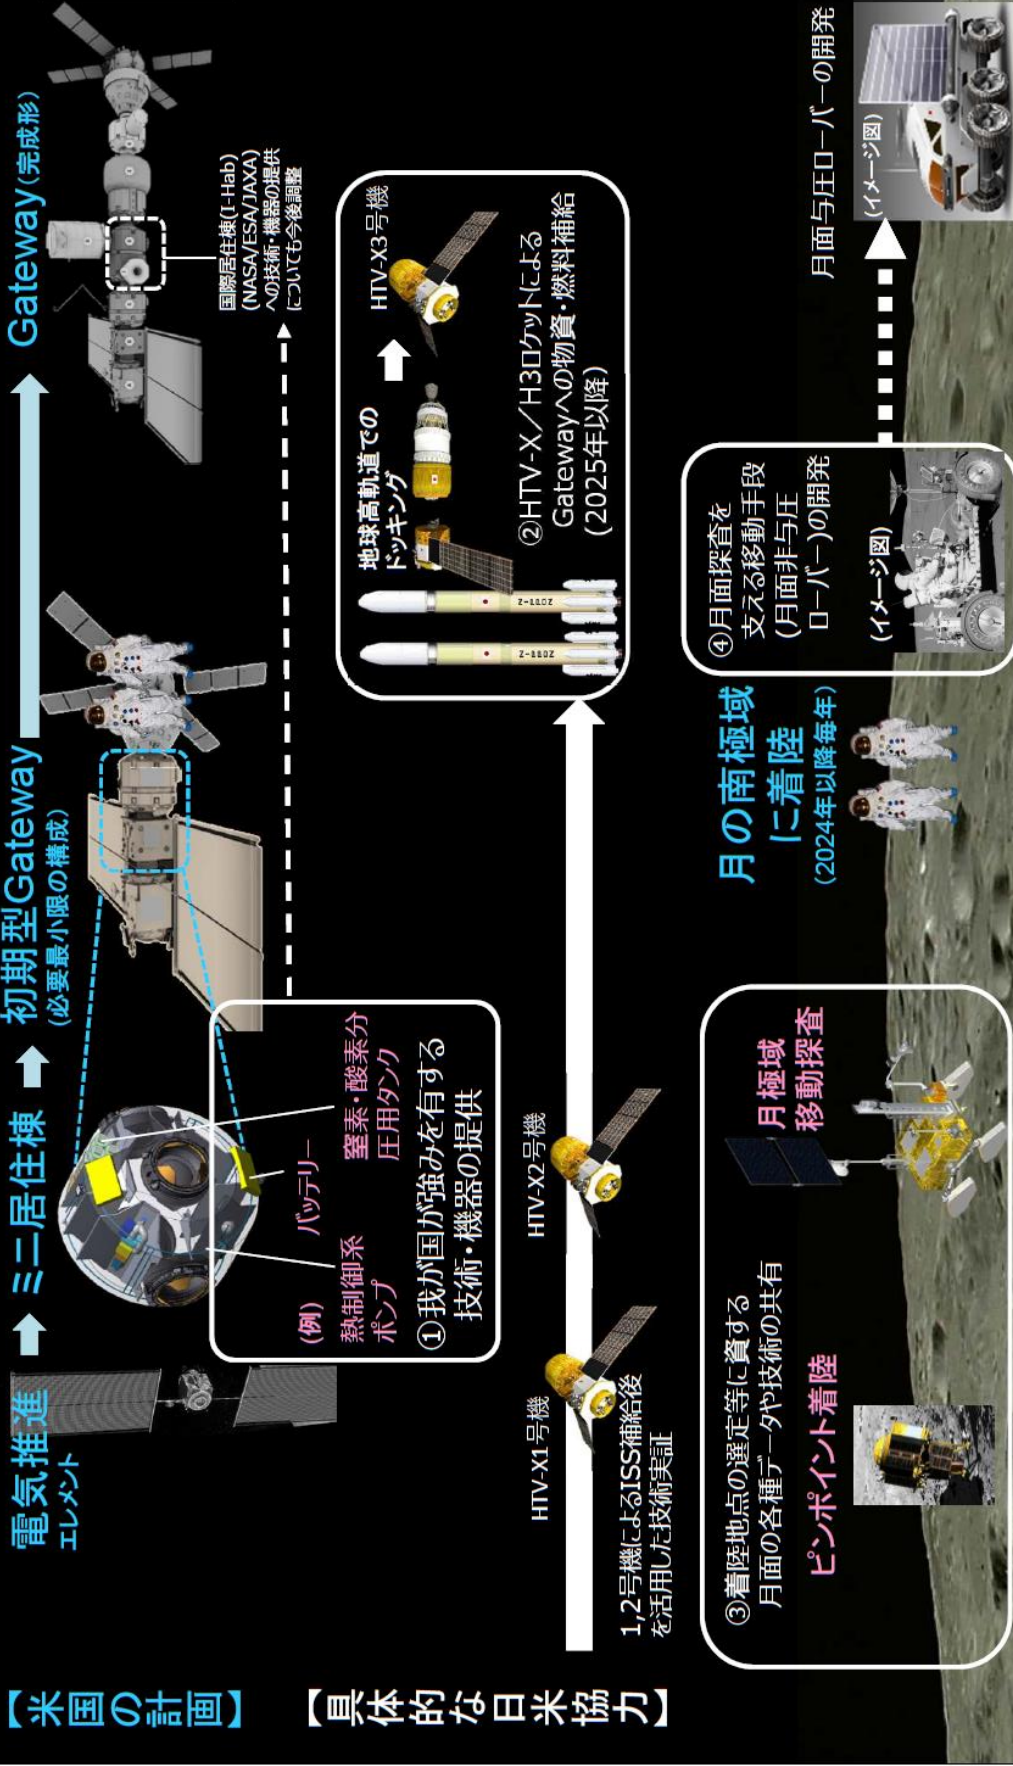 【米国の計画】
電気推進
エレメント
ミニ居住棟
初期型Gateway
(必要最小限の構成)
Gateway(完成形)
国際居住棟(I-Hab)
(NASA/ESA/JAXA)
への技術・機器の提供
についても今後調整
【具体的な日米協力】
(例)
バッテリー
熱制御系
ポンプ
窒素・酸素分
圧用タンク
①我が国が強みを有する
技術・機器の提供
HTV-X1号機
HTV-X2号機
1,2号機によるISS補給後
を活用した技術実証
地球高軌道での
ドッキング
HTV-X3号機
②HTV-X／H3ロケットによる
Gatewayへの物資・燃料補給
(2025年以降)
③着陸地点の選定等に資する
月面の各種データや技術の共有
ピンポイント着陸
月極域
移動探査
月の南極域
に着陸
(2024年以降毎年)
④月面探査を
支える移動手段
(月面非与圧
ローバー)の開発
(イメージ図)
月面与圧ローバーの開発
(イメージ図)